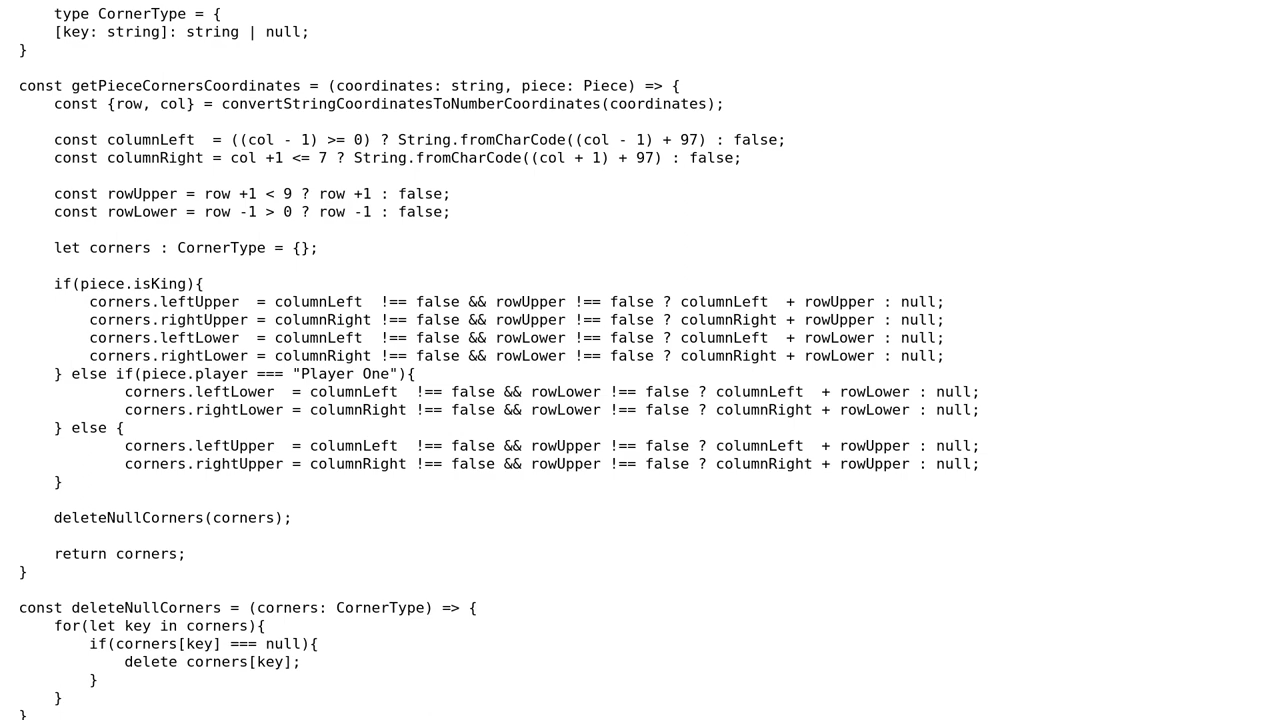 type CornerType = {
    [key: string]: string | null;
}

const getPieceCornersCoordinates = (coordinates: string, piece: Piece) => {
    const {row, col} = convertStringCoordinatesToNumberCoordinates(coordinates);

    const columnLeft  = ((col - 1) >= 0) ? String.fromCharCode((col - 1) + 97) : false;
    const columnRight = col +1 <= 7 ? String.fromCharCode((col + 1) + 97) : false;

    const rowUpper = row +1 < 9 ? row +1 : false;
    const rowLower = row -1 > 0 ? row -1 : false;

    let corners : CornerType = {};

    if(piece.isKing){
        corners.leftUpper  = columnLeft  !== false && rowUpper !== false ? columnLeft  + rowUpper : null;
        corners.rightUpper = columnRight !== false && rowUpper !== false ? columnRight + rowUpper : null;
        corners.leftLower  = columnLeft  !== false && rowLower !== false ? columnLeft  + rowLower : null;
        corners.rightLower = columnRight !== false && rowLower !== false ? columnRight + rowLower : null;
    } else if(piece.player === "Player One"){
            corners.leftLower  = columnLeft  !== false && rowLower !== false ? columnLeft  + rowLower : null;
            corners.rightLower = columnRight !== false && rowLower !== false ? columnRight + rowLower : null;
    } else {
            corners.leftUpper  = columnLeft  !== false && rowUpper !== false ? columnLeft  + rowUpper : null;
            corners.rightUpper = columnRight !== false && rowUpper !== false ? columnRight + rowUpper : null;
    }

    deleteNullCorners(corners);

    return corners;
}

const deleteNullCorners = (corners: CornerType) => {
    for(let key in corners){
        if(corners[key] === null){
            delete corners[key];
        }
    }
}